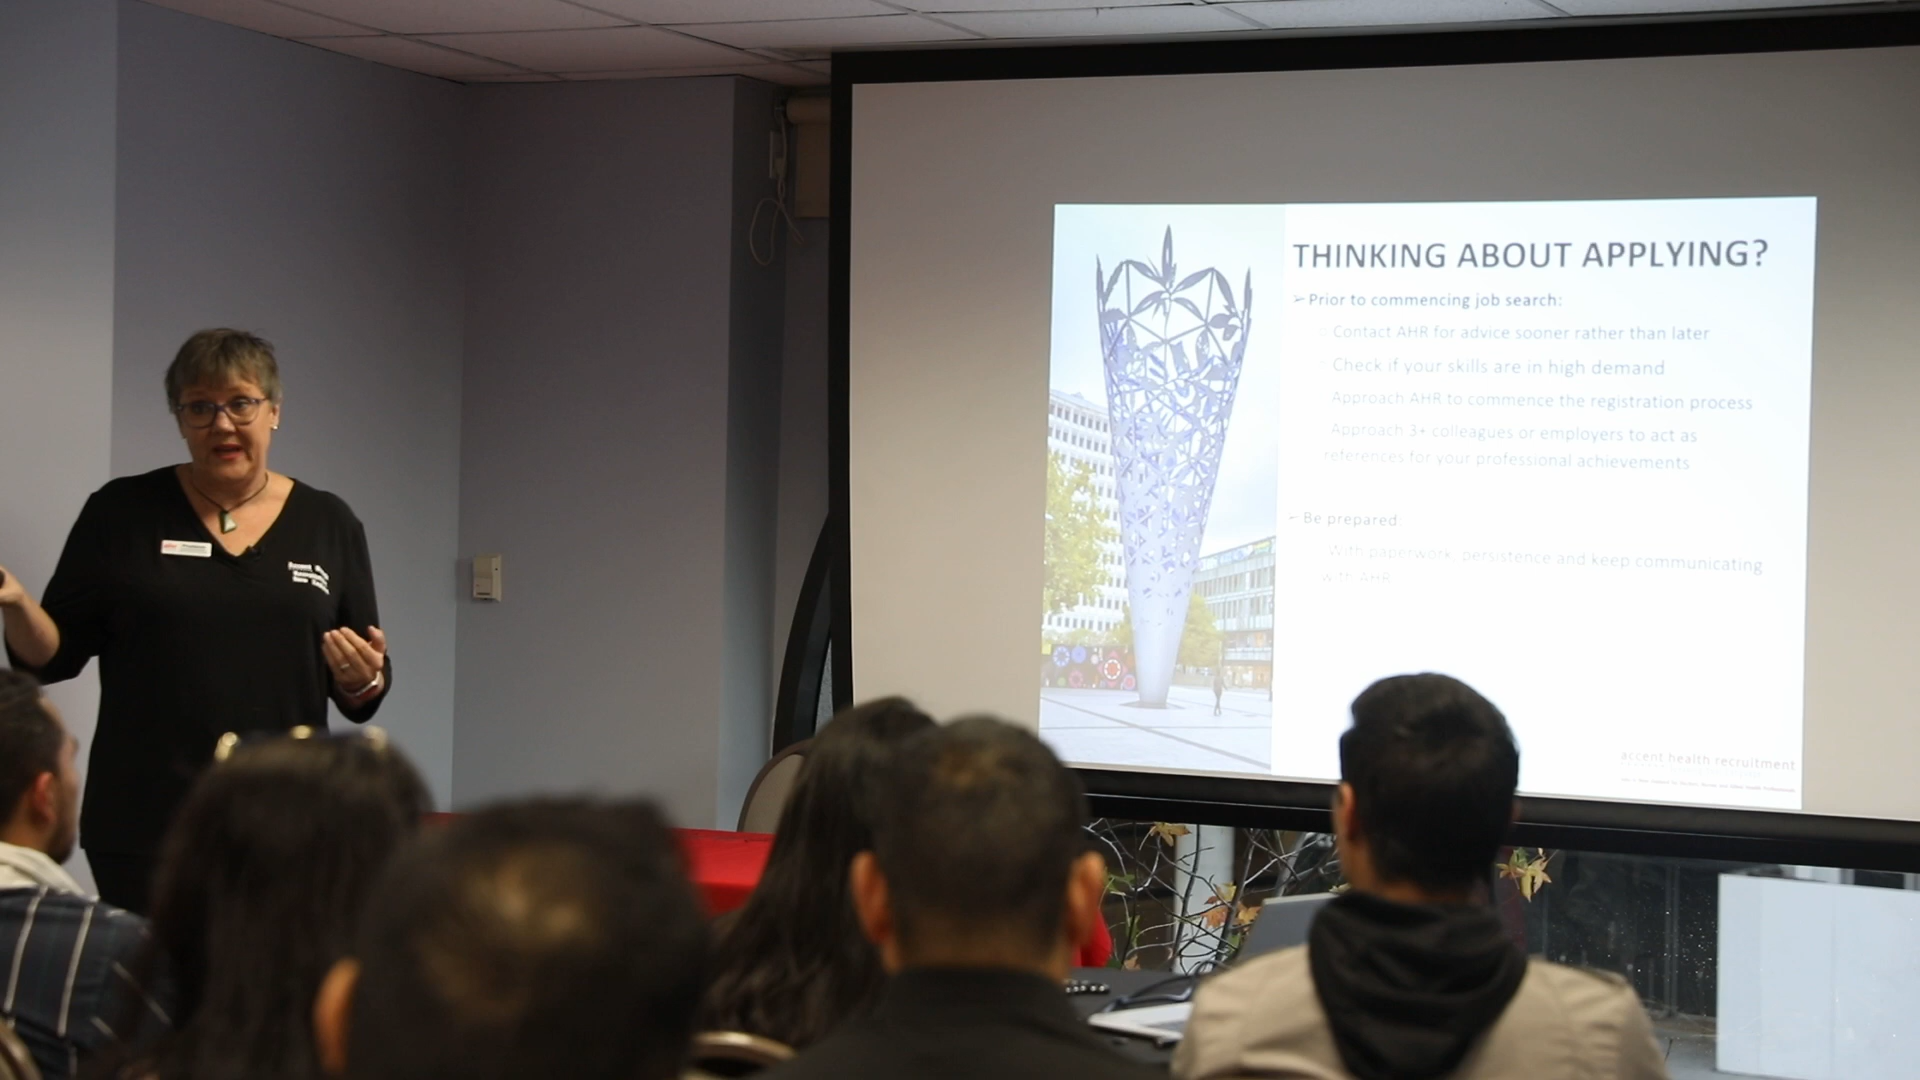 THINKING ABOUT APPLYING?
➢ Prior to commencing job search:
○ Contact AHR for advice sooner rather than later
○ Check if your skills are in high demand
Approach AHR to commence the registration process
Approach 3+ colleagues or employers to act as
references for your professional achievements
➢ Be prepared:
With paperwork, persistence and keep communicating
with AHR
accent health recruitment